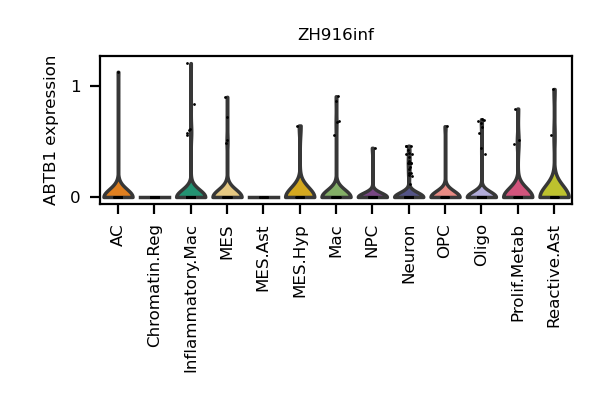 ZH916inf
ABTB1 expression
1
0
AC
Chromatin.Reg
Inflammatory.Mac
MES
MES.Ast
MES.Hyp
Mac
NPC
Neuron
OPC
Oligo
Prolif.Metab
Reactive.Ast